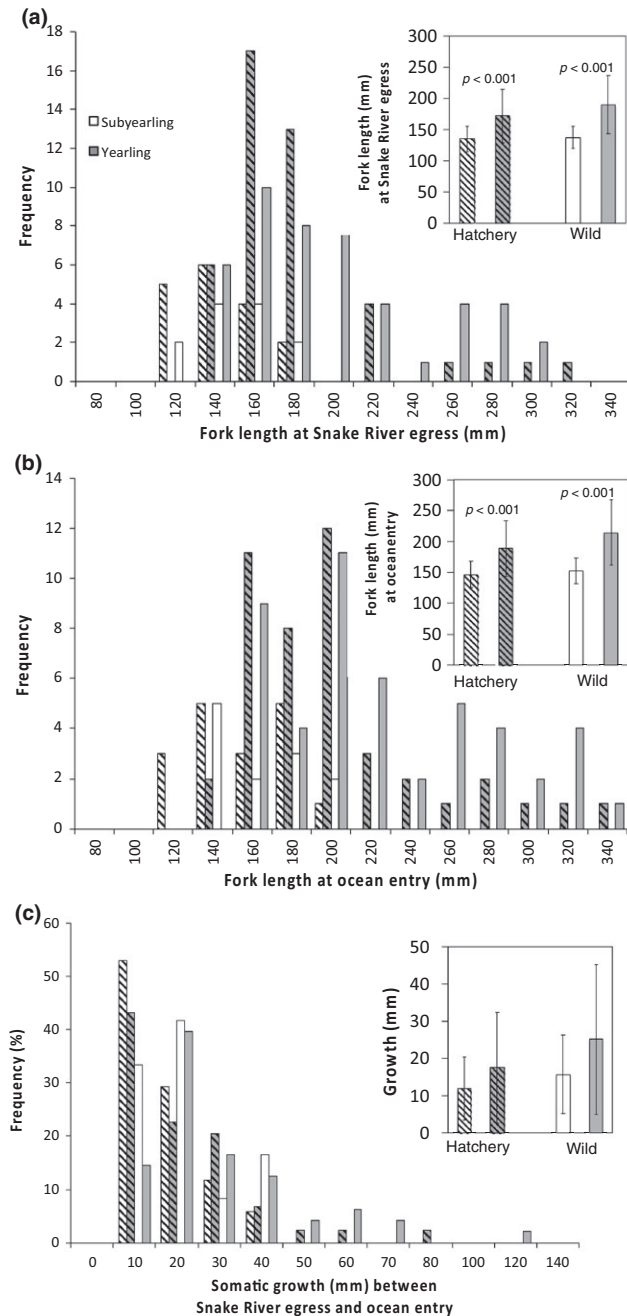 (a)
18
16
14
12
10
8
6
4
2
0
Frequency
Subyearling
Yearling
80 100 120 140 160 180 200 220 240 260 280 300 320 340
Fork length at Snake River egress (mm)
Fork length (mm)
at Snake River egress
300
250
200
150
100
50
0
p < 0.001
p < 0.001
Hatchery Wild
(b)
14
12
10
8
6
4
2
0
Frequency
80 100 120 140 160 180 200 220 240 260 280 300 320 340
Fork length at ocean entry (mm)
Fork length (mm)
at oceanentry
300
250
200
150
100
50
0
p < 0.001
p < 0.001
Hatchery Wild
(c)
60
50
40
30
20
10
0
Frequency (%)
0 10 20 30 40 50 60 70 80 100 120 140
Somatic growth (mm) between
Snake River egress and ocean entry
Growth (mm)
50
40
30
20
10
0
Hatchery Wild